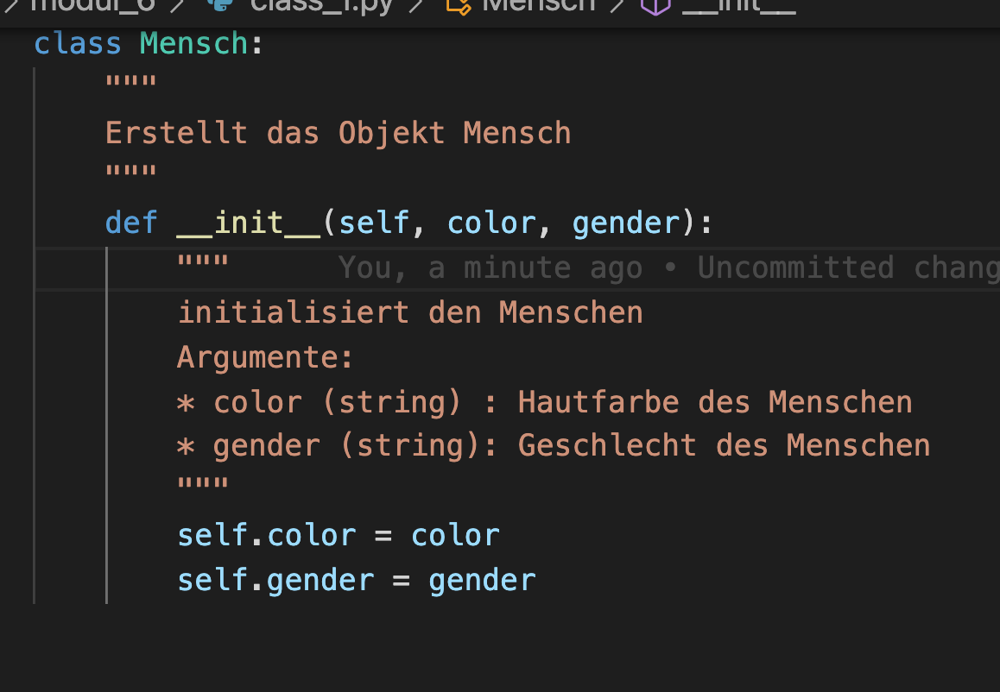 modul_6 > class_1.py > Mensch > __init__
class Mensch:
"""
Erstellt das Objekt Mensch
"""
def __init__(self, color, gender):
""" You, a minute ago • Uncommitted chang
initialisiert den Menschen
Argumente:
* color (string) : Hautfarbe des Menschen
* gender (string): Geschlecht des Menschen
"""
self.color = color
self.gender = gender